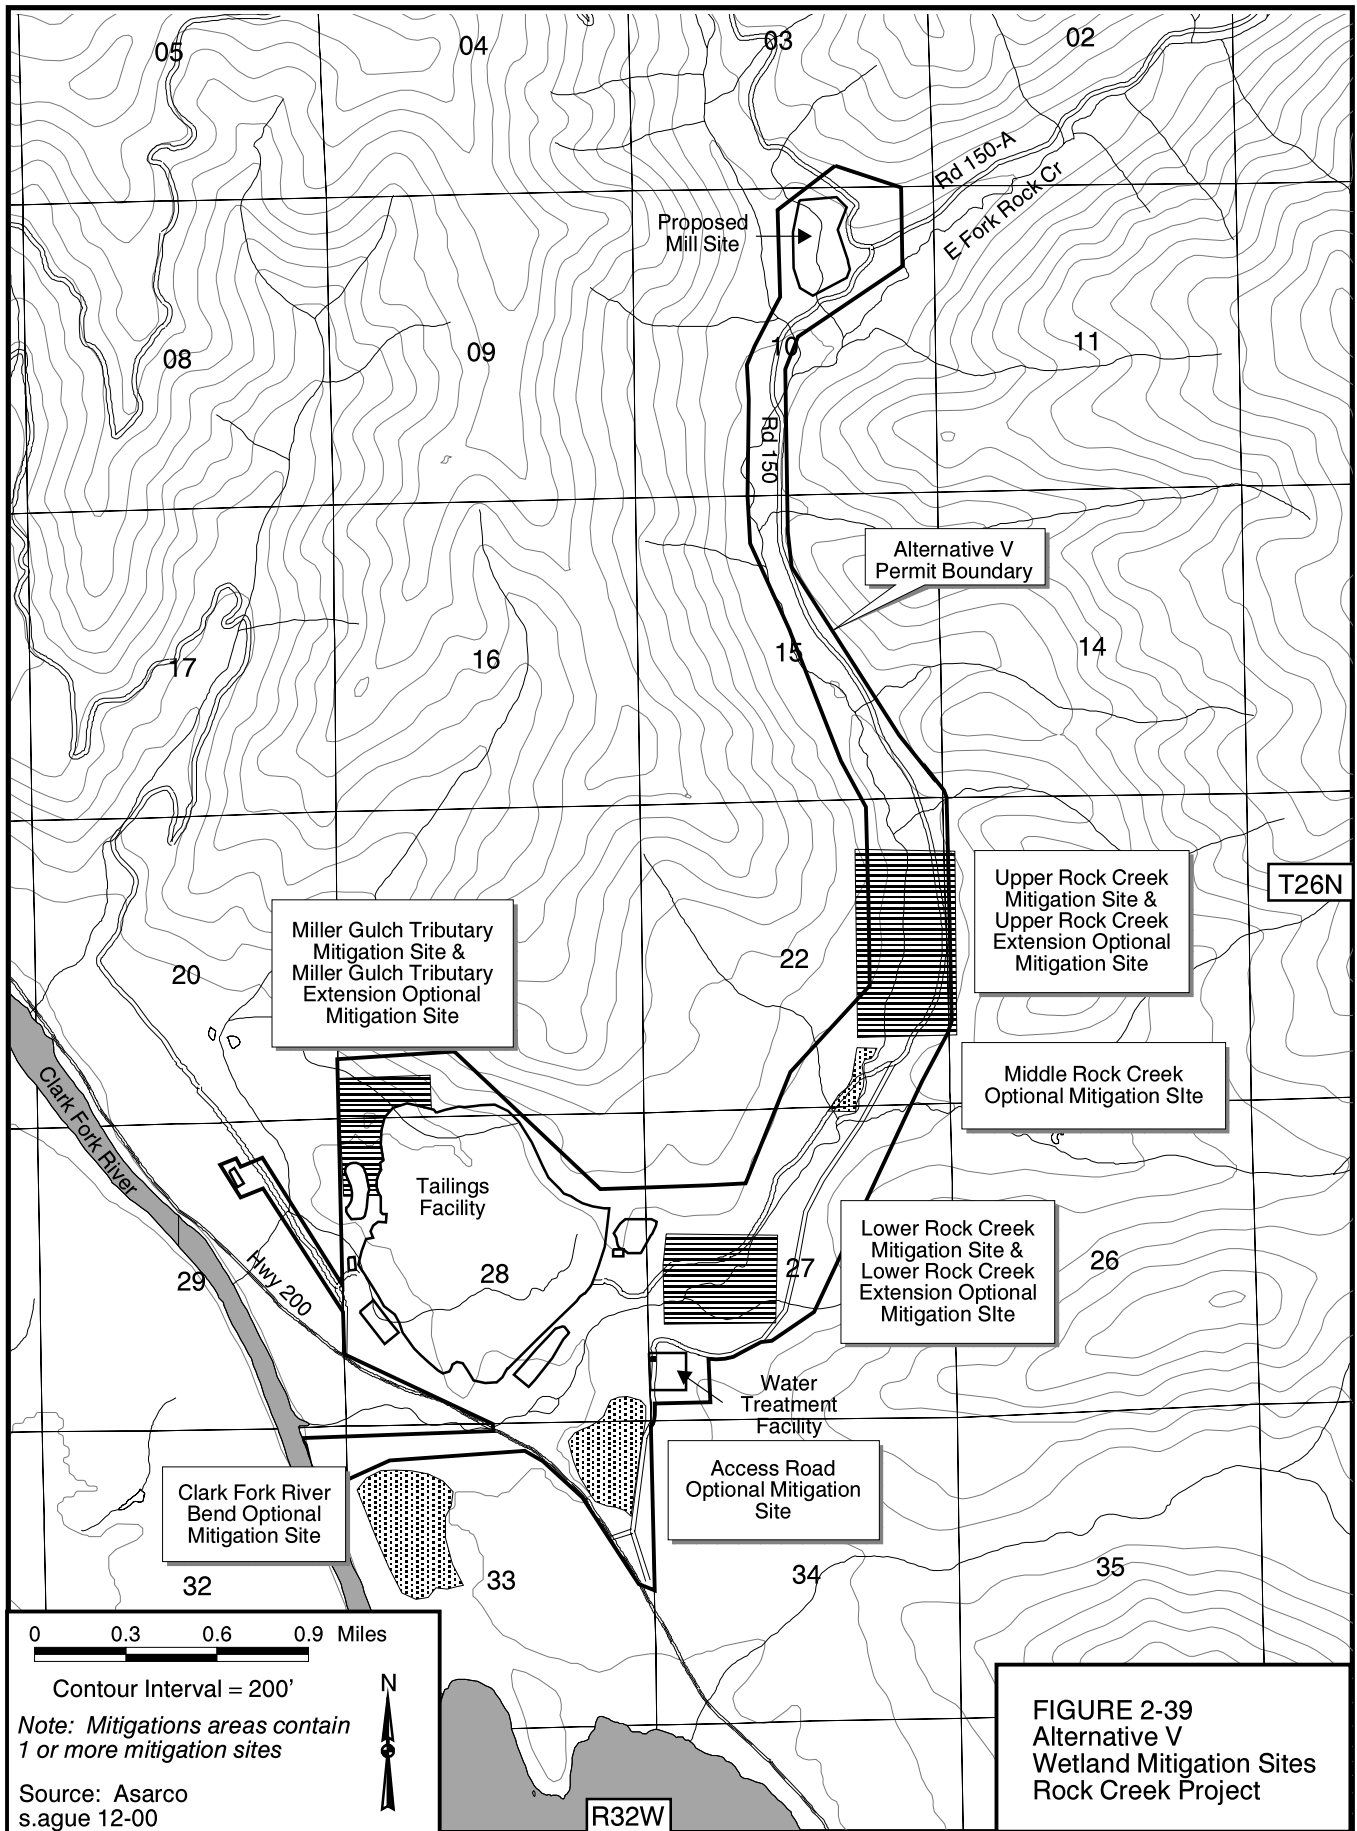 05
04
03
02
Rd 150-A
E Fork Rock Cr
Proposed
Mill Site
08
09
10
11
Rd 150
Alternative V
Permit Boundary
17
16
15
14
T26N
Upper Rock Creek
Mitigation Site &
Upper Rock Creek
Extension Optional
Mitigation Site
Miller Gulch Tributary
Mitigation Site &
Miller Gulch Tributary
Extension Optional
Mitigation Site
20
22
Middle Rock Creek
Optional Mitigation SIte
Clark Fork River
Tailings
Facility
Lower Rock Creek
Mitigation Site &
Lower Rock Creek
Extension Optional
Mitigation SIte
29
Hwy 200
28
27
26
Water
Treatment
Facility
Access Road
Optional Mitigation
Site
Clark Fork River
Bend Optional
Mitigation Site
32
33
34
35
0 0.3 0.6 0.9 Miles
Contour Interval = 200'
N
Note: Mitigations areas contain
1 or more mitigation sites
Source: Asarco
s.ague 12-00
R32W
FIGURE 2-39
Alternative V
Wetland Mitigation Sites
Rock Creek Project